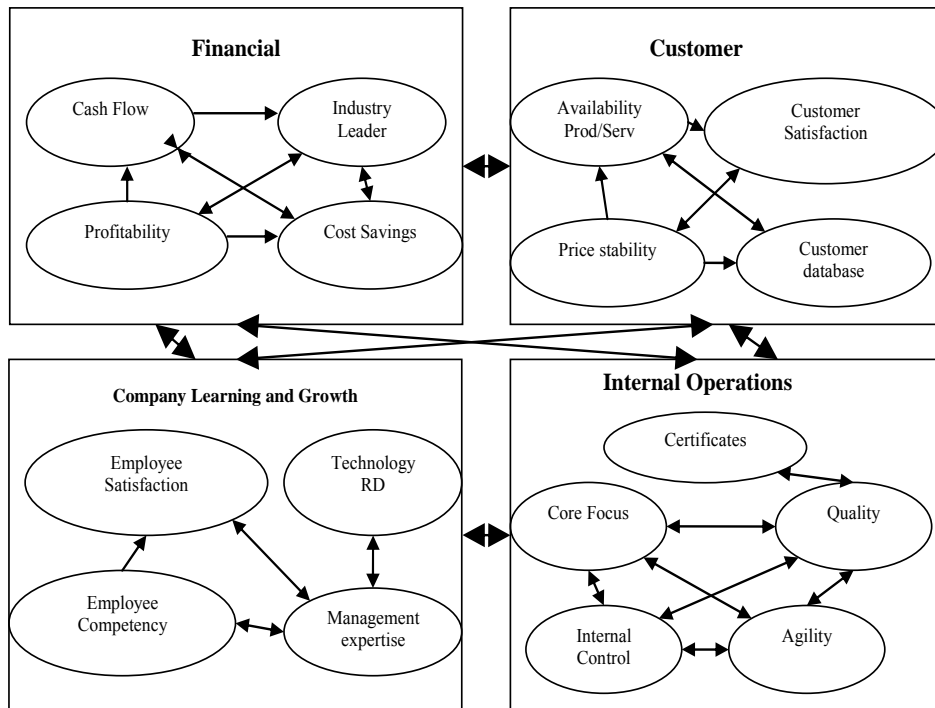 Financial
Cash Flow
Industry
Leader
Profitability
Cost Savings
Customer
Availability
Prod/Serv
Customer
Satisfaction
Price stability
Customer
database
Company Learning and Growth
Employee
Satisfaction
Technology
RD
Employee
Competency
Management
expertise
Internal Operations
Certificates
Core Focus
Quality
Internal
Control
Agility